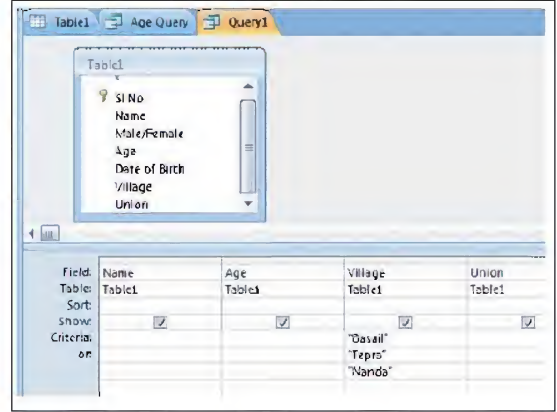 Table1 Age Query Query1
Table1
Sl No
Name
Male/Female
Age
Date of Birth
Village
Union
Field: Name Age Village Union
Table: Table1 Table1 Table1 Table1
Sort:
Show:
Criteria: "Basail"
or: "Tepra"
"Nanda"